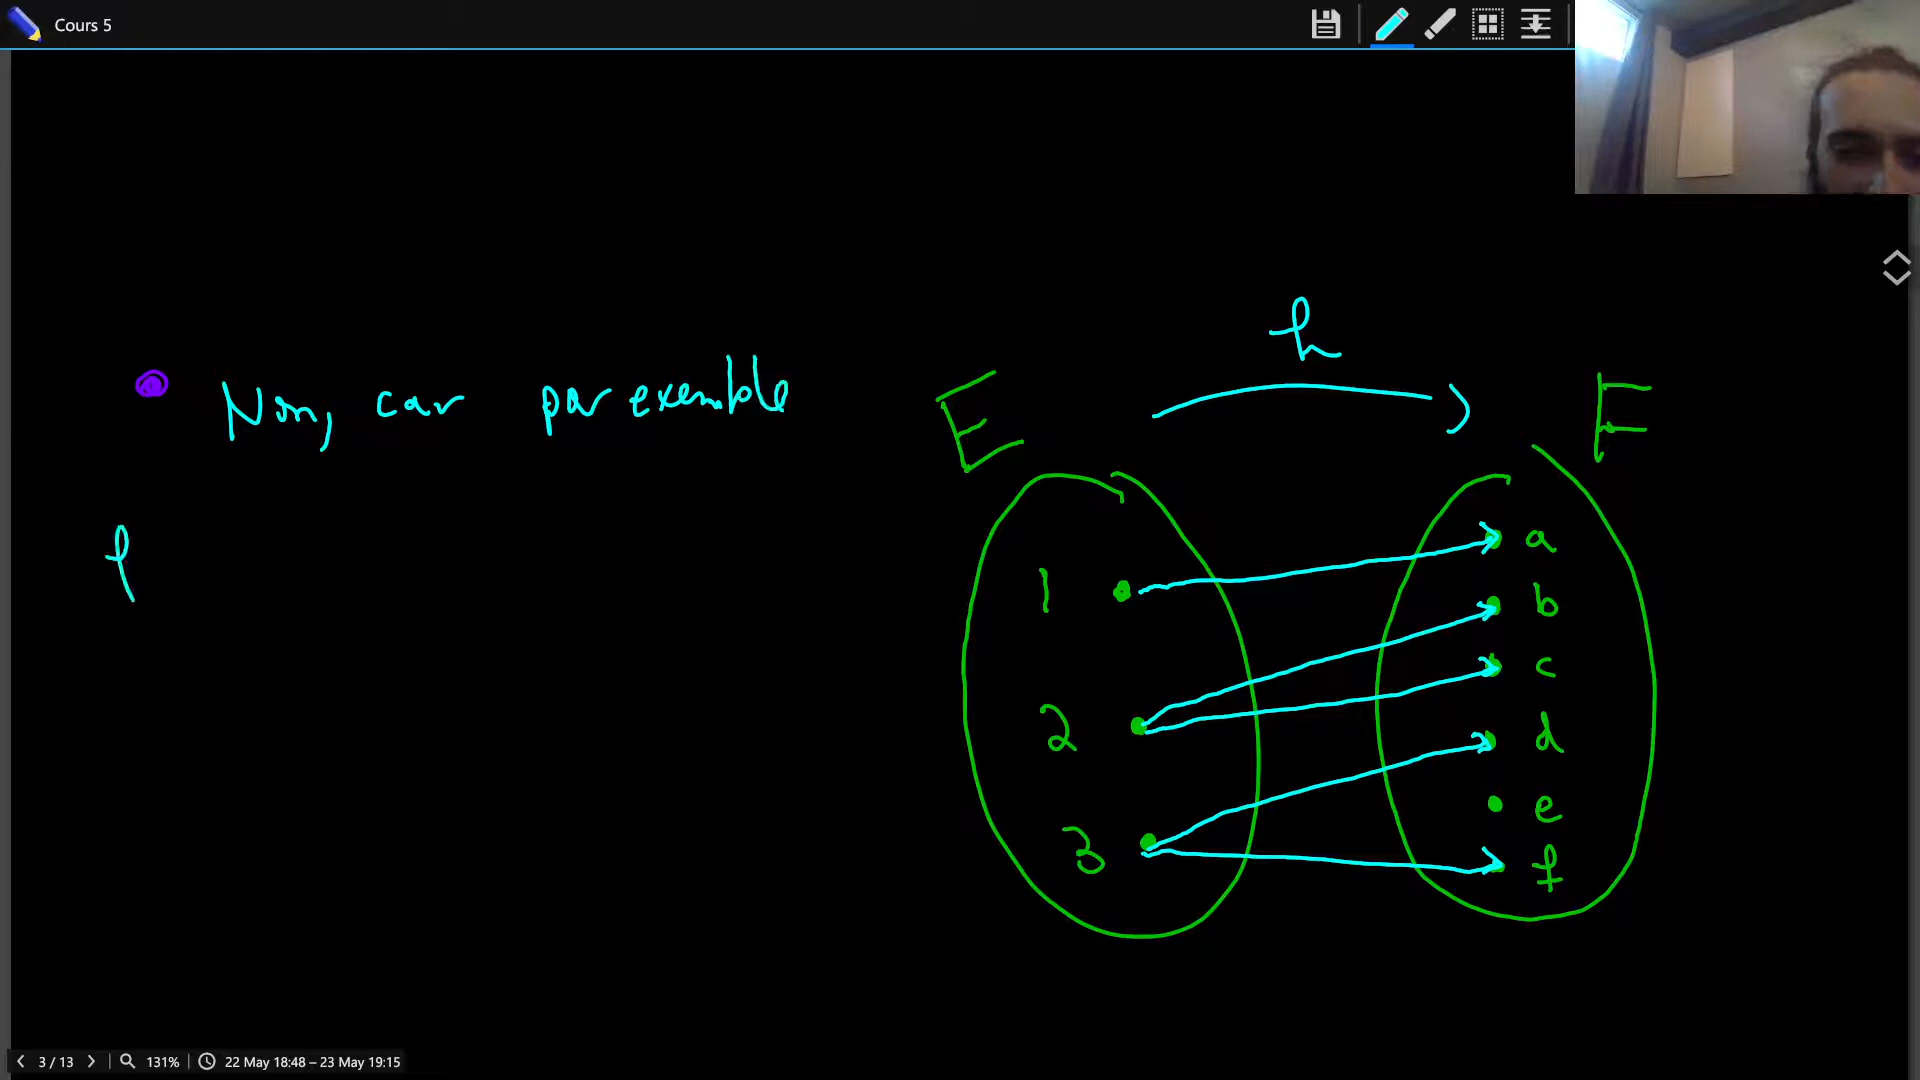 Cours 5
h
E
F
Non, car par exemple
1
2
3
a
b
c
d
e
f
3 / 13
131%
22 May 18:48 – 23 May 19:15